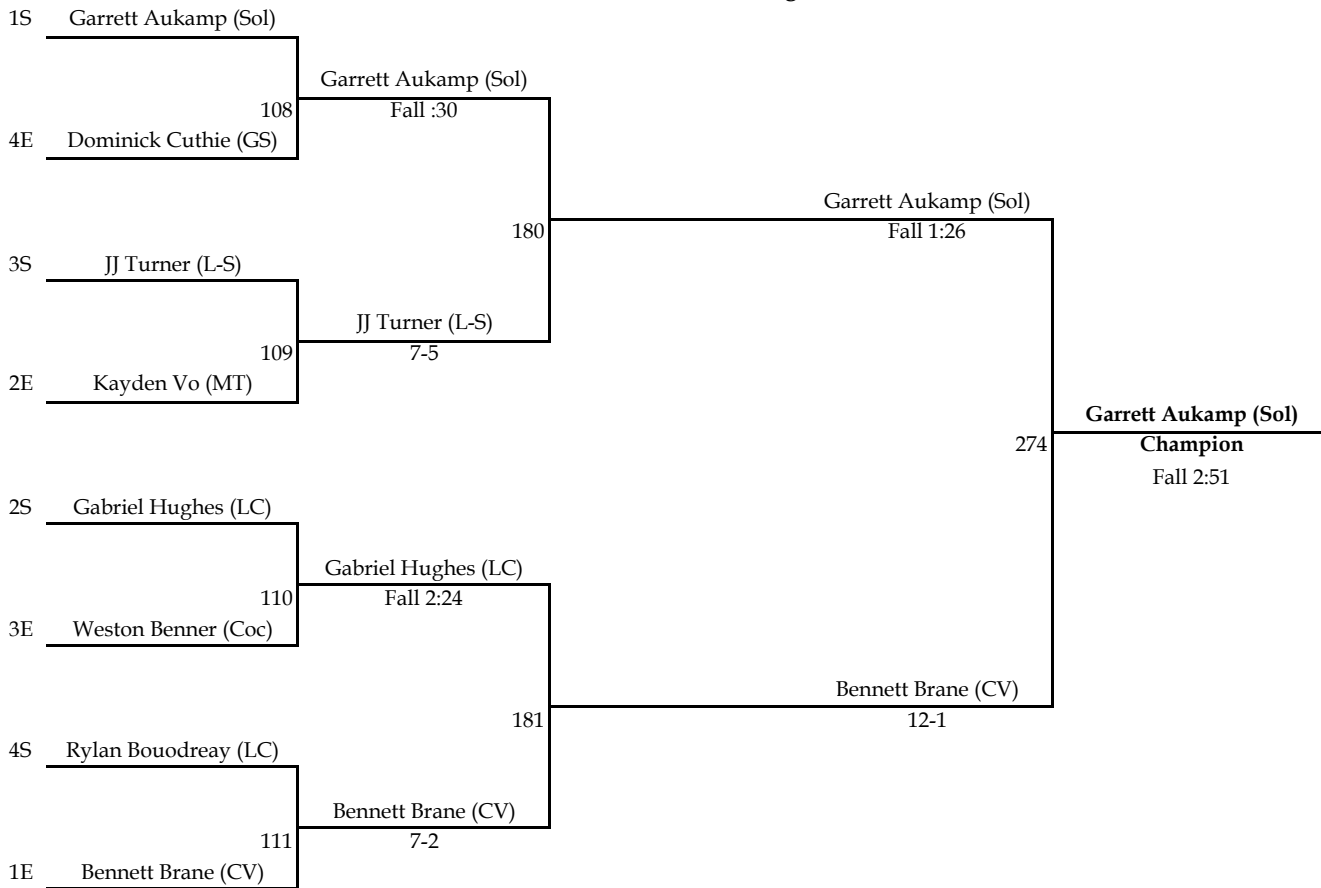 1S Garrett Aukamp (Sol)
Garrett Aukamp (Sol)
108 Fall :30
4E Dominick Cuthie (GS)
Garrett Aukamp (Sol)
180 Fall 1:26
3S JJ Turner (L-S)
JJ Turner (L-S)
109 7-5
2E Kayden Vo (MT)
Garrett Aukamp (Sol)
274 Champion
Fall 2:51
2S Gabriel Hughes (LC)
Gabriel Hughes (LC)
110 Fall 2:24
3E Weston Benner (Coc)
Bennett Brane (CV)
181 12-1
4S Rylan Bouodreay (LC)
Bennett Brane (CV)
111 7-2
1E Bennett Brane (CV)